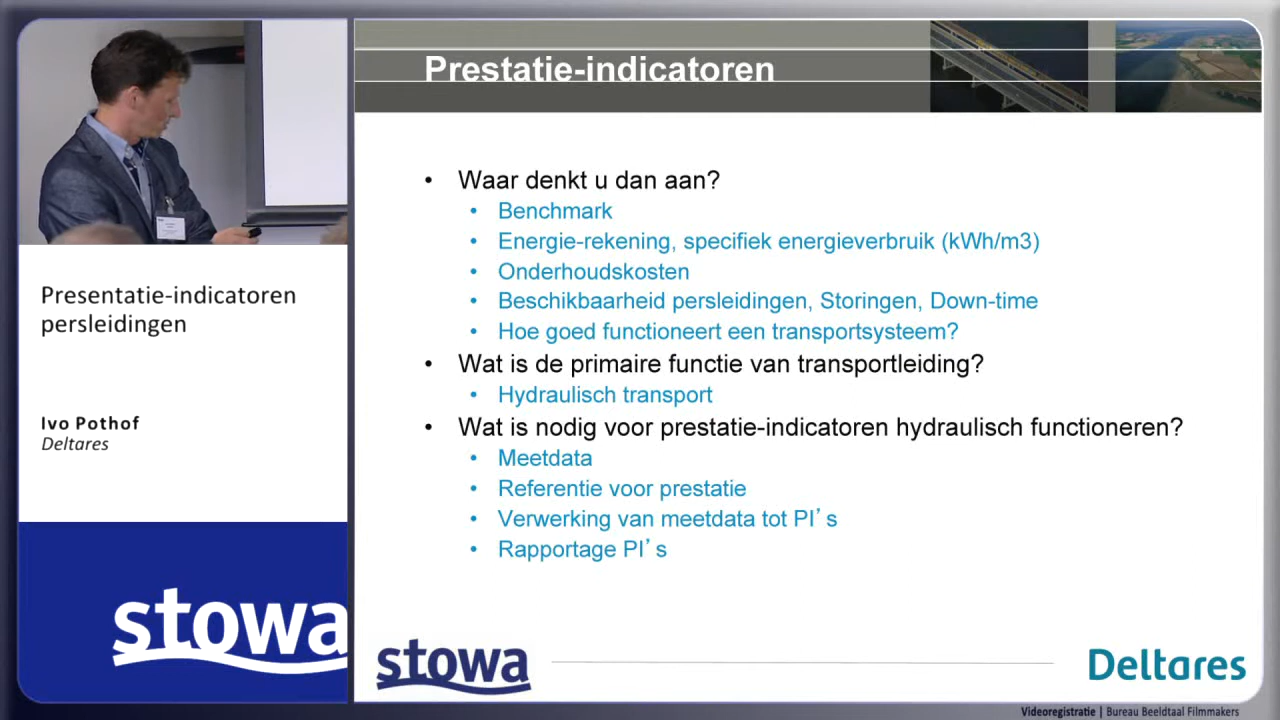 Prestatie-indicatoren
• Waar denkt u dan aan?
• Benchmark
• Energie-rekening, specifiek energieverbruik (kWh/m3)
• Onderhoudskosten
• Beschikbaarheid persleidingen, Storingen, Down-time
• Hoe goed functioneert een transportsysteem?
• Wat is de primaire functie van transportleiding?
• Hydraulisch transport
• Wat is nodig voor prestatie-indicatoren hydraulisch functioneren?
• Meetdata
• Referentie voor prestatie
• Verwerking van meetdata tot PI’s
• Rapportage PI’s
Presentatie-indicatoren
persleidingen
Ivo Pothof
Deltares
stowa
stowa
Deltares
Videoregistratie | Bureau Beeldtaal Filmmakers